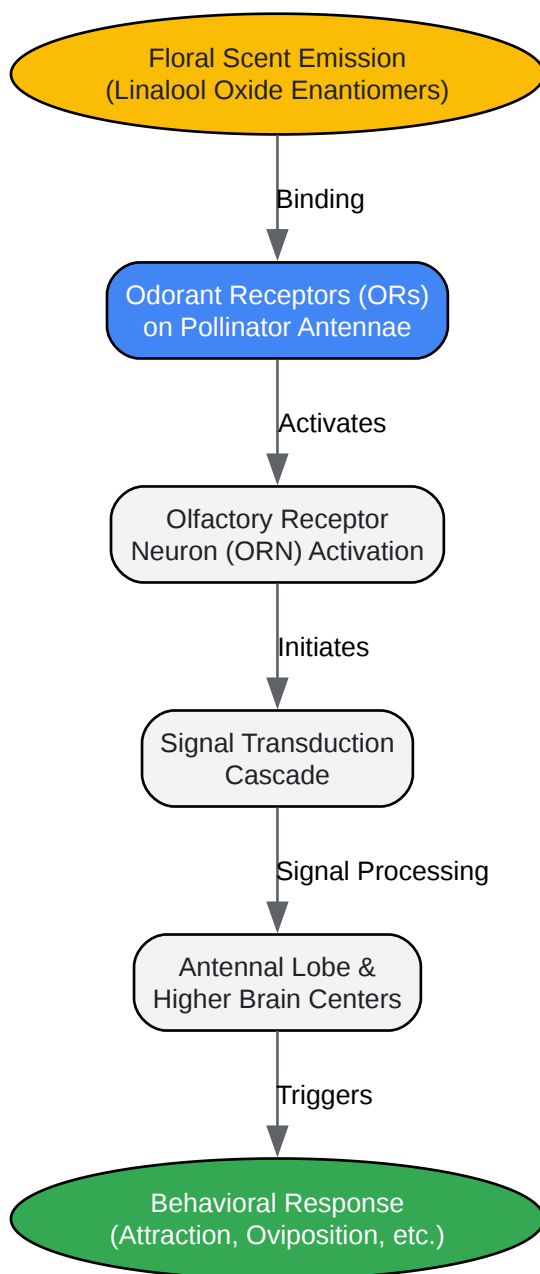 Floral Scent Emission
(Linalool Oxide Enantiomers)
Binding
Odorant Receptors (ORs)
on Pollinator Antennae
Activates
Olfactory Receptor
Neuron (ORN) Activation
Initiates
Signal Transduction
Cascade
Signal Processing
Antennal Lobe &
Higher Brain Centers
Triggers
Behavioral Response
(Attraction, Oviposition, etc.)